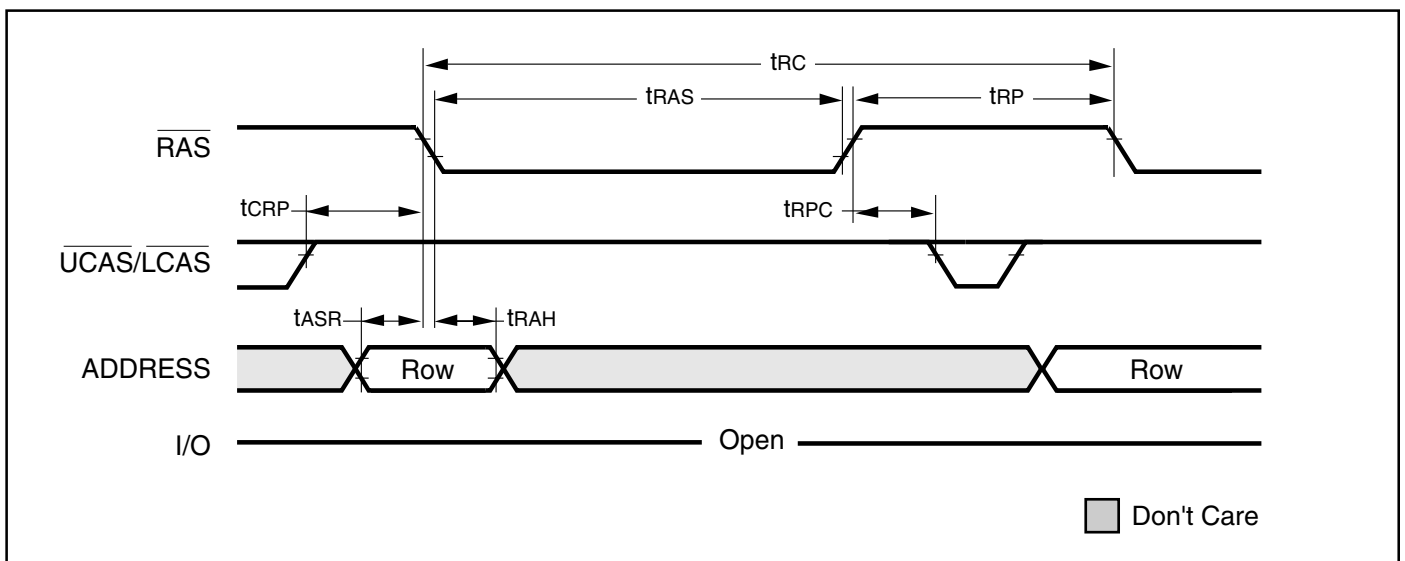 tRC
tRAS
tRP
RAS
tCRP
tRPC
UCAS/LCAS
tASR
tRAH
ADDRESS
Row
Row
I/O
Open
Don't Care